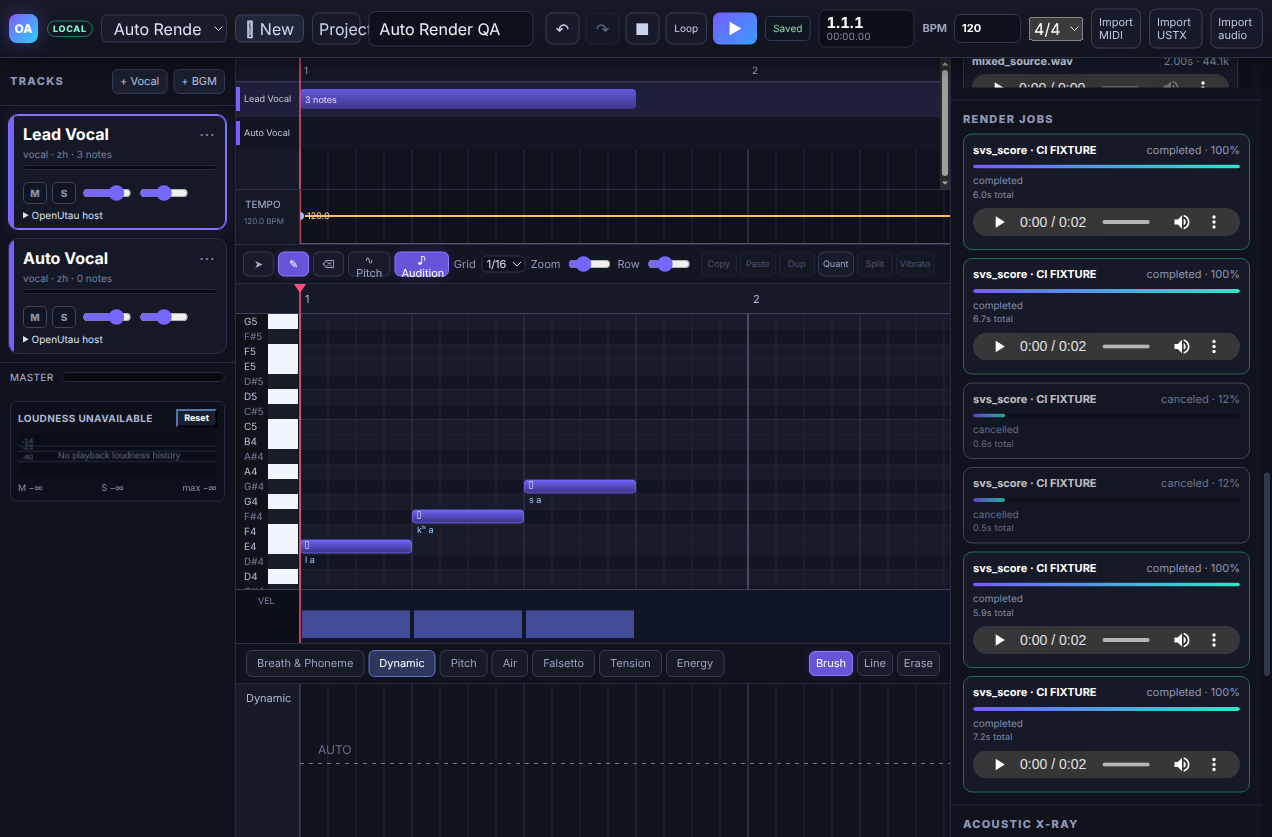 OA
LOCAL
Auto Rende
New
Project
Auto Render QA
Loop
Saved
1.1.1
00:00.00
BPM
120
4/4
Import MIDI
Import USTX
Import audio
TRACKS
+ Vocal
+ BGM
Lead Vocal
vocal · zh · 3 notes
M
S
OpenUtau host
Auto Vocal
vocal · zh · 0 notes
M
S
OpenUtau host
MASTER
LOUDNESS UNAVAILABLE
Reset
-14
-23
-40
No playback loudness history
M −∞
S −∞
max −∞
1
2
Lead Vocal
3 notes
Auto Vocal
TEMPO
120.0 BPM
120.0
Pitch
Audition
Grid
1/16
Zoom
Row
Copy
Paste
Dup
Quant
Split
Vibrato
1
2
G5
F#5
F5
E5
D#5
D5
C#5
C5
B4
A#4
A4
G#4
s a
G4
F#4
kʰ a
F4
E4
D#4
l a
D4
VEL
Breath & Phoneme
Dynamic
Pitch
Air
Falsetto
Tension
Energy
Brush
Line
Erase
Dynamic
AUTO
mixed_source.wav
2.00s · 44.1k
0:00 / 0:02
RENDER JOBS
svs_score · CI FIXTURE
completed · 100%
completed
6.0s total
0:00 / 0:02
svs_score · CI FIXTURE
completed · 100%
completed
6.7s total
0:00 / 0:02
svs_score · CI FIXTURE
canceled · 12%
cancelled
0.6s total
svs_score · CI FIXTURE
canceled · 12%
cancelled
0.5s total
svs_score · CI FIXTURE
completed · 100%
completed
5.9s total
0:00 / 0:02
svs_score · CI FIXTURE
completed · 100%
completed
7.2s total
0:00 / 0:02
ACOUSTIC X-RAY